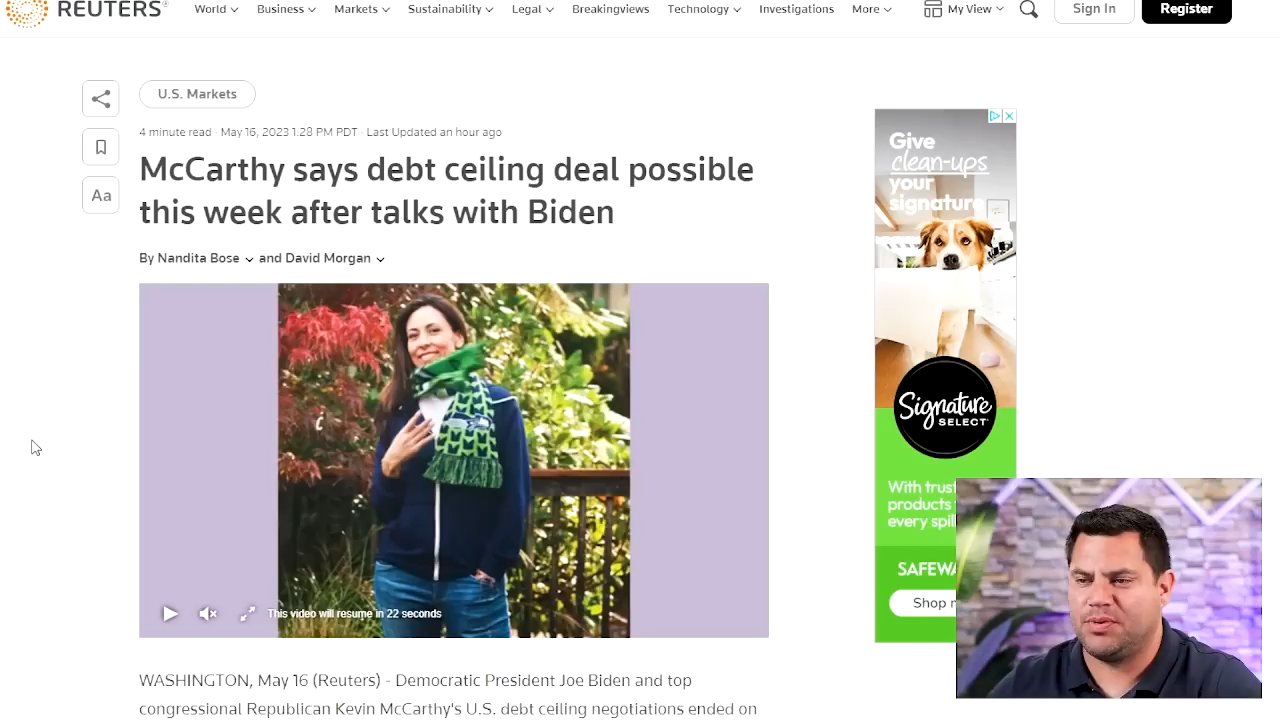 REUTERS®
World
Business
Markets
Sustainability
Legal
Breakingviews
Technology
Investigations
More
My View
Sign In
Register
U.S. Markets
4 minute read · May 16, 2023 1:28 PM PDT · Last Updated an hour ago
Aa
McCarthy says debt ceiling deal possible
this week after talks with Biden
By Nandita Bose and David Morgan
This video will resume in 22 seconds
WASHINGTON, May 16 (Reuters) - Democratic President Joe Biden and top
congressional Republican Kevin McCarthy's U.S. debt ceiling negotiations ended on
Give
clean-ups
your
signature
Signature
SELECT
With trust
products
every spil
SAFEWA
Shop